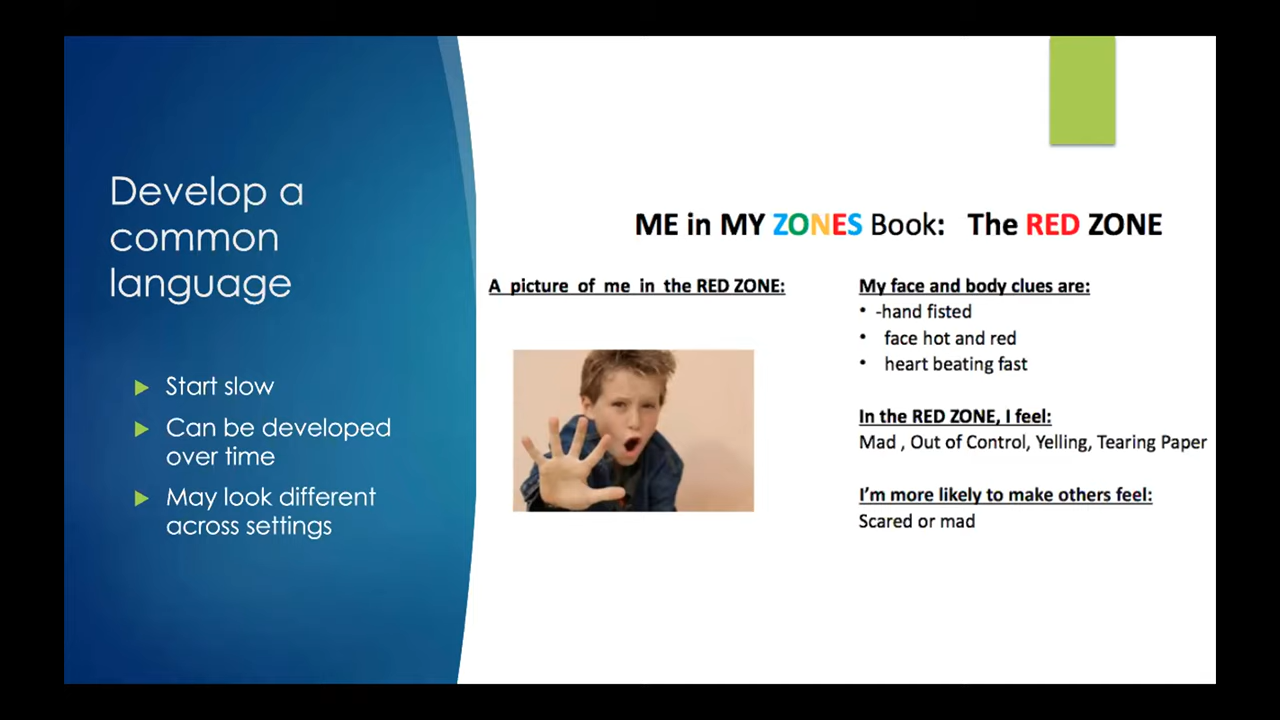 Develop a
common
language
Start slow
Can be developed
over time
May look different
across settings
ME in MY ZONES Book: The RED ZONE
A picture of me in the RED ZONE:
My face and body clues are:
• -hand fisted
• face hot and red
• heart beating fast
In the RED ZONE, I feel:
Mad , Out of Control, Yelling, Tearing Paper
I'm more likely to make others feel:
Scared or mad